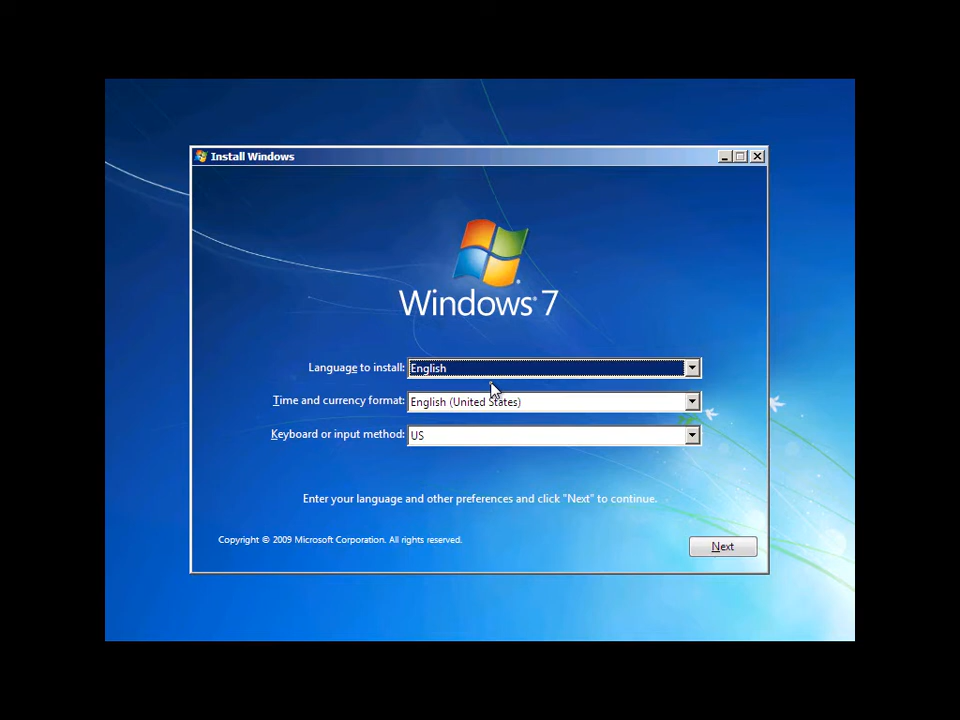 Install Windows
Windows 7
Language to install: English
Time and currency format: English (United States)
Keyboard or input method: US
Enter your language and other preferences and click "Next" to continue.
Copyright © 2009 Microsoft Corporation. All rights reserved.
Next